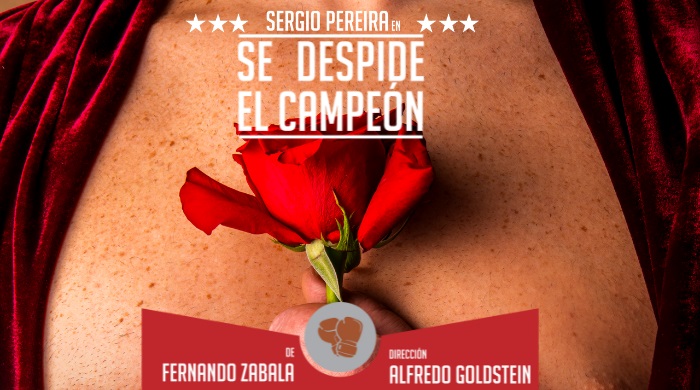 SERGIO PEREIRA EN
SE DESPIDE
EL CAMPEÓN
DE
FERNANDO ZABALA
DIRECCIÓN
ALFREDO GOLDSTEIN